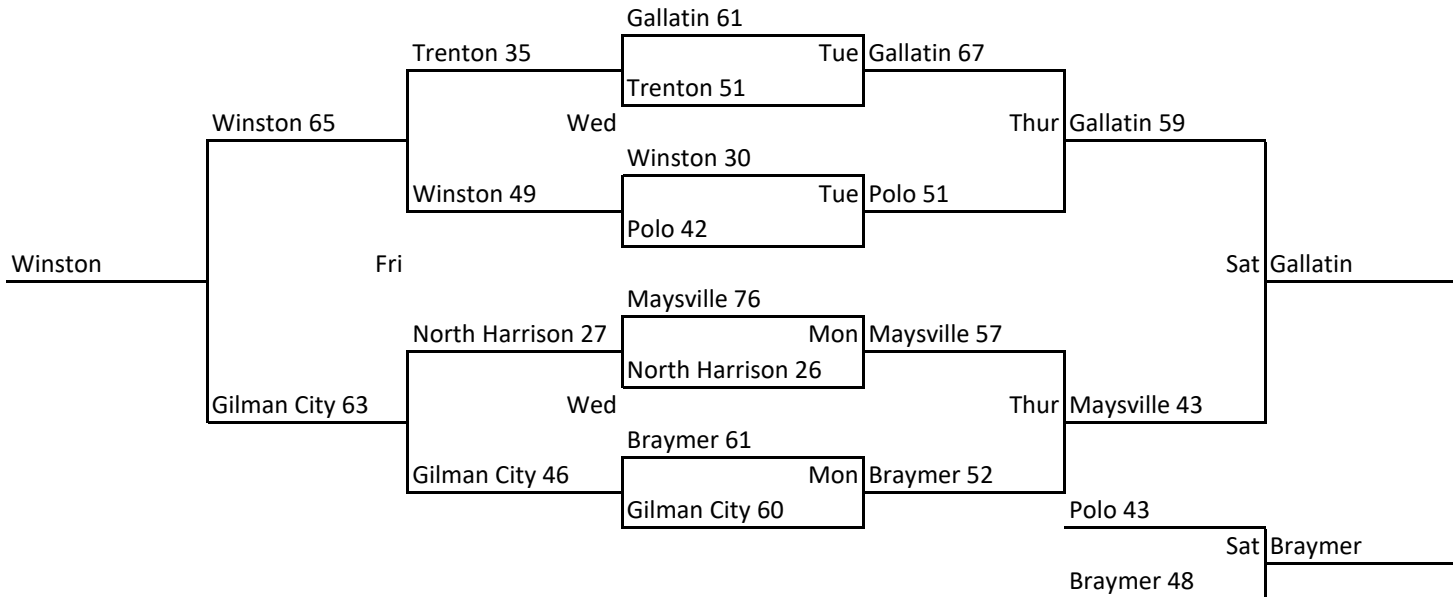 Gallatin 61
Trenton 35 Tue Gallatin 67
Trenton 51
Winston 65 Wed Thur Gallatin 59
Winston 30
Winston 49 Tue Polo 51
Polo 42
Winston Fri Sat Gallatin
Maysville 76
North Harrison 27 Mon Maysville 57
North Harrison 26
Gilman City 63 Wed Thur Maysville 43
Braymer 61
Gilman City 46 Mon Braymer 52
Gilman City 60 Polo 43
Sat Braymer
Braymer 48